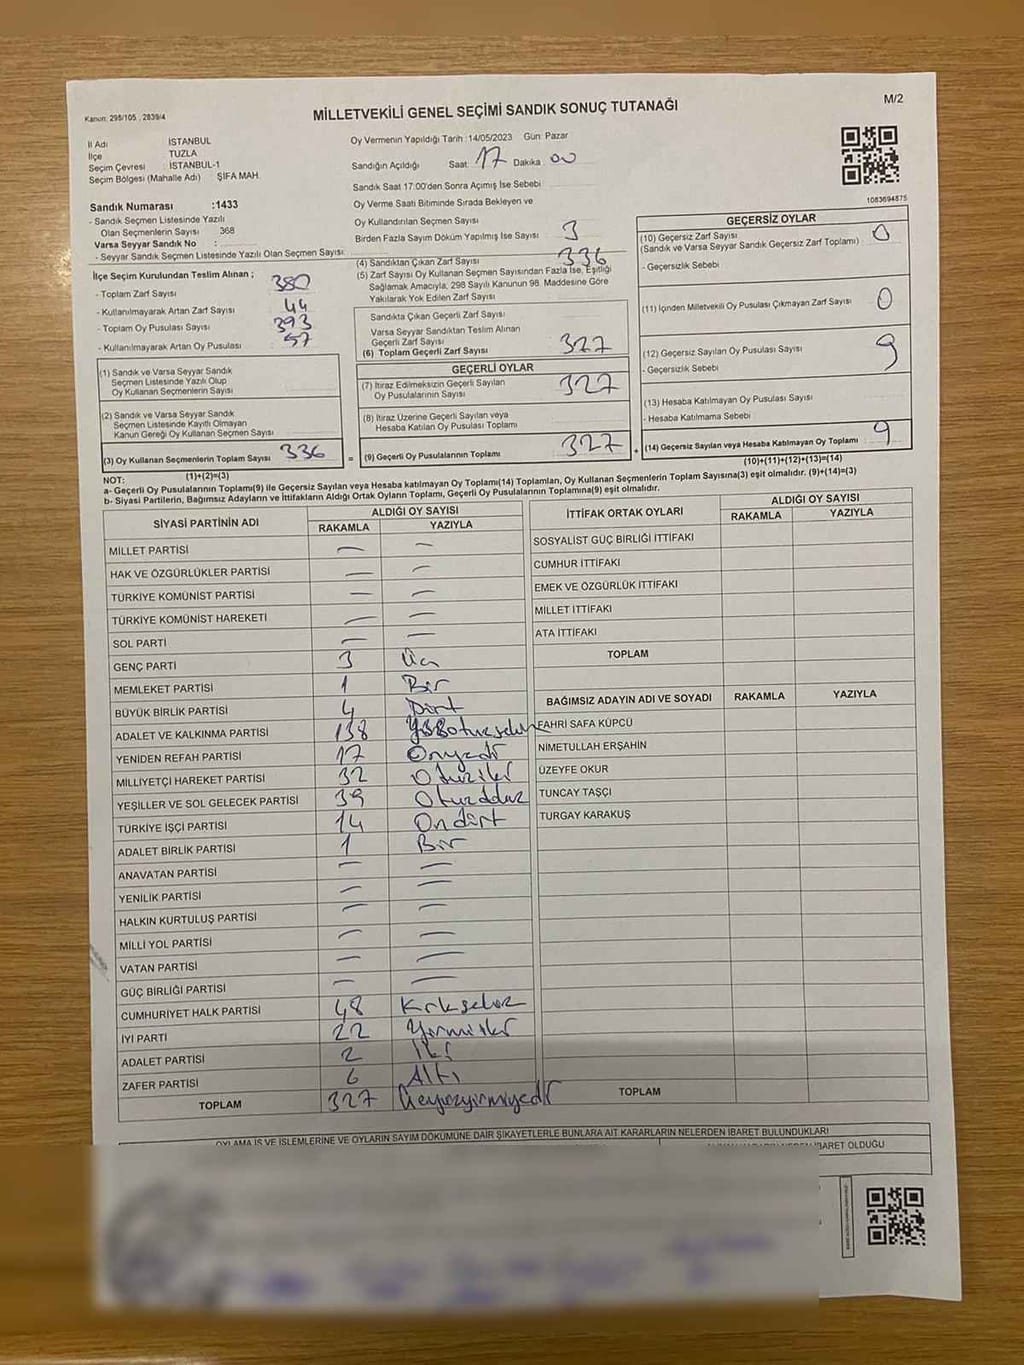 Kanun: 298/105 , 2839/4
MİLLETVEKİLİ GENEL SEÇİMİ SANDIK SONUÇ TUTANAĞI
M/2
İl Adı İSTANBUL
İlçe TUZLA
Seçim Çevresi : İSTANBUL-1
Seçim Bölgesi (Mahalle Adı) ŞİFA MAH.
Oy Vermenin Yapıldığı Tarih :14/05/2023 Gün: Pazar
Sandığın Açıldığı Saat 17 Dakika 00
Sandık Saat 17:00'den Sonra Açımış İse Sebebi
1083694875
Sandık Numarası :1433
- Sandık Seçmen Listesinde Yazılı
Olan Seçmenlerin Sayısı 368
Varsa Seyyar Sandık No :
- Seyyar Sandık Seçmen Listesinde Yazılı Olan Seçmen Sayısı:
Oy Verme Saati Bitiminde Sırada Bekleyen ve
Oy Kullandırılan Seçmen Sayısı
Birden Fazla Sayım Döküm Yapılmış İse Sayısı 3
(4) Sandıktan Çıkan Zarf Sayısı 336
(5) Zarf Sayısı Oy Kullanan Seçmen Sayısından Fazla İse, Eşitliği
Sağlamak Amacıyla, 298 Sayılı Kanunun 98. Maddesine Göre
Yakılarak Yok Edilen Zarf Sayısı
İlçe Seçim Kurulundan Teslim Alınan ;
- Toplam Zarf Sayısı 380
- Kullanılmayarak Artan Zarf Sayısı 44
- Toplam Oy Pusulası Sayısı 393
- Kullanılmayarak Artan Oy Pusulası 57
Sandıkta Çıkan Geçerli Zarf Sayısı
Varsa Seyyar Sandıktan Teslim Alınan
Geçerli Zarf Sayısı
(6) Toplam Geçerli Zarf Sayısı 327
GEÇERLİ OYLAR
(7) İtiraz Edilmeksizin Geçerli Sayılan
Oy Pusulalarının Sayısı 327
(8) İtiraz Üzerine Geçerli Sayılan veya
Hesaba Katılan Oy Pusulası Toplamı
(9) Geçerli Oy Pusulalarının Toplamı 327
(1) Sandık ve Varsa Seyyar Sandık
Seçmen Listesinde Yazılı Olup
Oy Kullanan Seçmenlerin Sayısı
(2) Sandık ve Varsa Seyyar Sandık
Seçmen Listesinde Kayıtlı Olmayan
Kanun Gereği Oy Kullanan Seçmen Sayısı
(3) Oy Kullanan Seçmenlerin Toplam Sayısı 336 =
GEÇERSİZ OYLAR
(10) Geçersiz Zarf Sayısı 0
(Sandık ve Varsa Seyyar Sandık Geçersiz Zarf Toplamı)
- Geçersizlik Sebebi
(11) İçinden Milletvekili Oy Pusulası Çıkmayan Zarf Sayısı 0
(12) Geçersiz Sayılan Oy Pusulası Sayısı 9
- Geçersizlik Sebebi
(13) Hesaba Katılmayan Oy Pusulası Sayısı
- Hesaba Katılmama Sebebi
+ (14) Geçersiz Sayılan veya Hesaba Katılmayan Oy Toplamı 9
(10)+(11)+(12)+(13)=(14)
NOT: (1)+(2)=(3)
a- Geçerli Oy Pusulalarının Toplamı(9) ile Geçersiz Sayılan veya Hesaba katılmayan Oy Toplamı(14) Toplamları, Oy Kullanan Seçmenlerin Toplam Sayısına(3) eşit olmalıdır. (9)+(14)=(3)
b- Siyasi Partilerin, Bağımsız Adayların ve İttifakların Aldığı Ortak Oyların Toplamı, Geçerli Oy Pusulalarının Toplamına(9) eşit olmalıdır.
SİYASİ PARTİNİN ADI ALDIĞI OY SAYISI
RAKAMLA YAZIYLA
MİLLET PARTİSİ — —
HAK VE ÖZGÜRLÜKLER PARTİSİ — —
TÜRKİYE KOMÜNİST PARTİSİ — —
TÜRKİYE KOMÜNİST HAREKETİ — —
SOL PARTİ — —
GENÇ PARTİ 3 Üç
MEMLEKET PARTİSİ 1 Bir
BÜYÜK BİRLİK PARTİSİ 4 Dört
ADALET VE KALKINMA PARTİSİ 138
YENİDEN REFAH PARTİSİ 17 Onyedi
MİLLİYETÇİ HAREKET PARTİSİ 32 Otuziki
YEŞİLLER VE SOL GELECEK PARTİSİ 39 Otuzdokuz
TÜRKİYE İŞÇİ PARTİSİ 14 Ondört
ADALET BİRLİK PARTİSİ 1 Bir
ANAVATAN PARTİSİ — —
YENİLİK PARTİSİ — —
HALKIN KURTULUŞ PARTİSİ — —
MİLLİ YOL PARTİSİ — —
VATAN PARTİSİ — —
GÜÇ BİRLİĞİ PARTİSİ — —
CUMHURİYET HALK PARTİSİ 48 Kırksekiz
İYİ PARTİ 22 Yirmiiki
ADALET PARTİSİ 2 İki
ZAFER PARTİSİ 6 Altı
TOPLAM 327 Üçyüzyirmiyedi
İTTİFAK ORTAK OYLARI ALDIĞI OY SAYISI
RAKAMLA YAZIYLA
SOSYALİST GÜÇ BİRLİĞİ İTTİFAKI
CUMHUR İTTİFAKI
EMEK VE ÖZGÜRLÜK İTTİFAKI
MİLLET İTTİFAKI
ATA İTTİFAKI
TOPLAM
BAĞIMSIZ ADAYIN ADI VE SOYADI RAKAMLA YAZIYLA
FAHRİ SAFA KÜPCÜ
NİMETULLAH ERŞAHİN
ÜZEYFE OKUR
TUNCAY TAŞÇI
TURGAY KARAKUŞ
TOPLAM
OYLAMA İŞ VE İŞLEMLERİNE VE OYLARIN SAYIM DÖKÜMÜNE DAİR ŞİKAYETLERLE BUNLARA AİT KARARLARIN NELERDEN İBARET BULUNDUKLARI
İBARET OLDUĞU